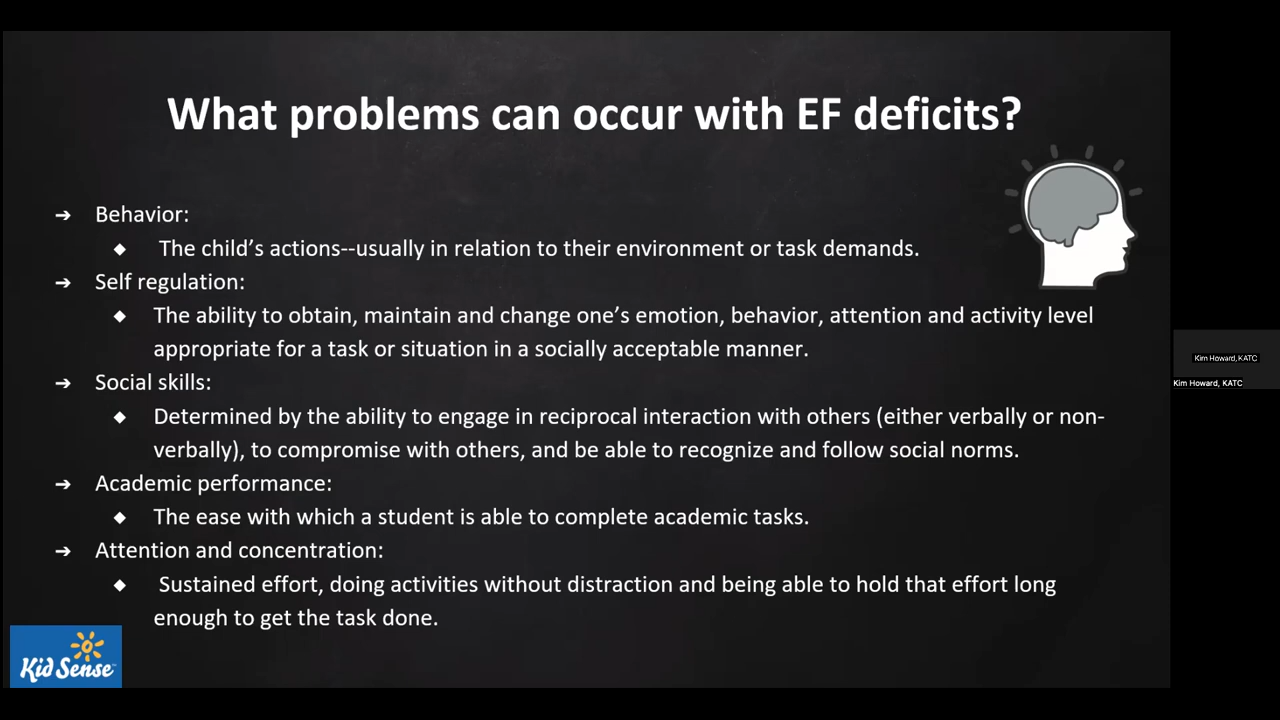 What problems can occur with EF deficits?
➔ Behavior:
◆ The child’s actions--usually in relation to their environment or task demands.
➔ Self regulation:
◆ The ability to obtain, maintain and change one’s emotion, behavior, attention and activity level
appropriate for a task or situation in a socially acceptable manner.
➔ Social skills:
◆ Determined by the ability to engage in reciprocal interaction with others (either verbally or non-
verbally), to compromise with others, and be able to recognize and follow social norms.
➔ Academic performance:
◆ The ease with which a student is able to complete academic tasks.
➔ Attention and concentration:
◆ Sustained effort, doing activities without distraction and being able to hold that effort long
enough to get the task done.
Kid Sense
Kim Howard, KATC
Kim Howard, KATC